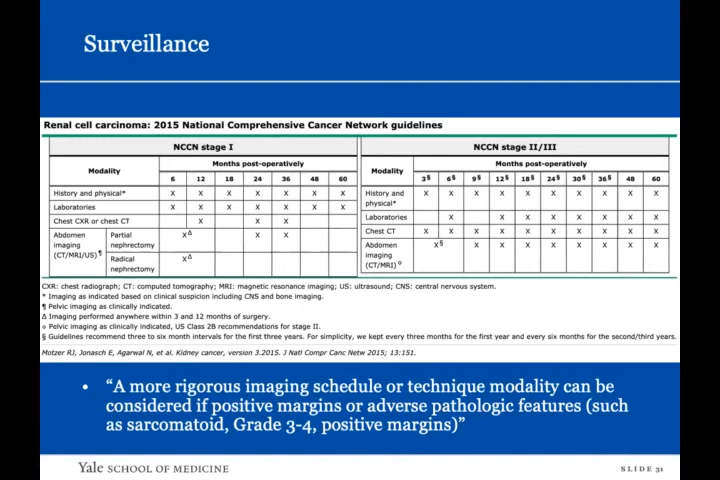 Surveillance
Renal cell carcinoma: 2015 National Comprehensive Cancer Network guidelines
NCCN stage I
Modality
Months post-operatively
6 12 18 24 36 48 60
History and physical* X X X X X X X
Laboratories X X X X X X X
Chest CXR or chest CT X X X
Abdomen imaging (CT/MRI/US)¶
Partial nephrectomy XΔ X X
Radical nephrectomy XΔ
NCCN stage II/III
Modality
Months post-operatively
3§ 6§ 9§ 12§ 18§ 24§ 30§ 36§ 48 60
History and physical* X X X X X X X X X X
Laboratories X X X X X X X X
Chest CT X X X X X X X X X X
Abdomen imaging (CT/MRI)◇ X§ X X X X X X X X
CXR: chest radiograph; CT: computed tomography; MRI: magnetic resonance imaging; US: ultrasound; CNS: central nervous system.
* Imaging as indicated based on clinical suspicion including CNS and bone imaging.
¶ Pelvic imaging as clinically indicated.
Δ Imaging performed anywhere within 3 and 12 months of surgery.
◇ Pelvic imaging as clinically indicated, US Class 2B recommendations for stage II.
§ Guidelines recommend three to six month intervals for the first three years. For simplicity, we kept every three months for the first year and every six months for the second/third years.
Motzer RJ, Jonasch E, Agarwal N, et al. Kidney cancer, version 3.2015. J Natl Compr Canc Netw 2015; 13:151.
• “A more rigorous imaging schedule or technique modality can be
considered if positive margins or adverse pathologic features (such
as sarcomatoid, Grade 3-4, positive margins)”
Yale SCHOOL OF MEDICINE
SLIDE 31